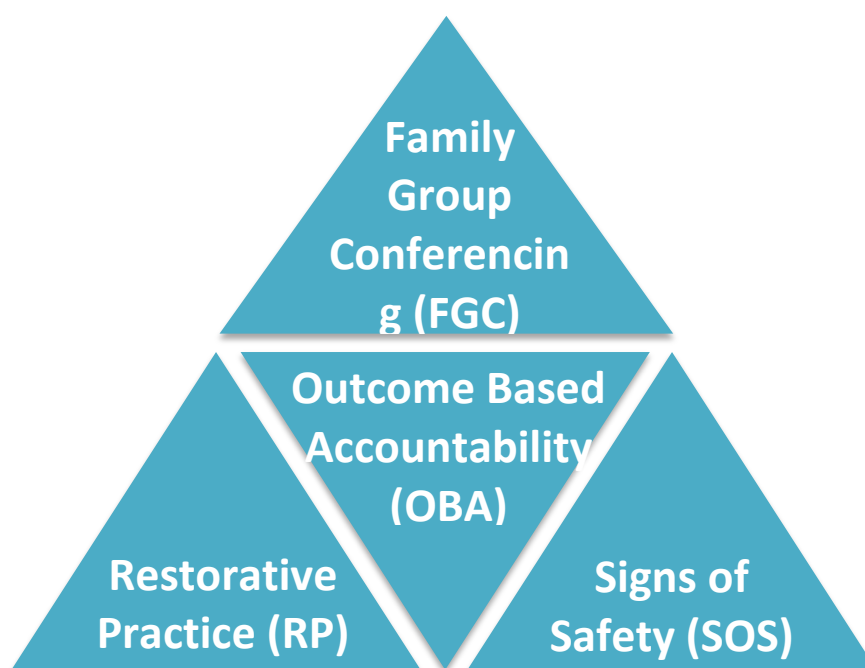 Family
Group
Conferencin
g (FGC)
Outcome Based
Accountability
(OBA)
Restorative
Practice (RP)
Signs of
Safety (SOS)